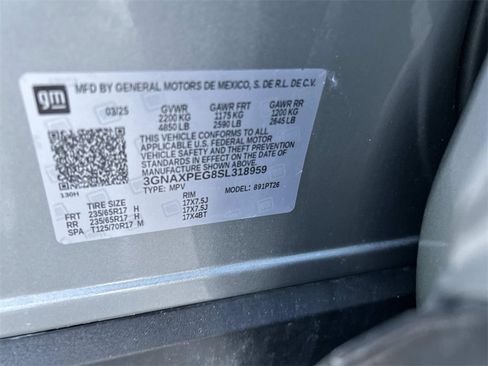 gm
MFD BY GENERAL MOTORS DE MEXICO, S. DE R.L. DE C.V.
03/25 GVWR GAWR FRT GAWR RR
2200 KG 1175 KG 1200 KG
4850 LB 2590 LB 2645 LB
THIS VEHICLE CONFORMS TO ALL
APPLICABLE U.S. FEDERAL MOTOR
VEHICLE SAFETY AND BUMPER
STANDARDS IN EFFECT ON THE DATE OF
MANUFACTURE SHOWN ABOVE.
3GNAXPEG8SL318959
TYPE: MPV MODEL: 891PT26
130H
TIRE SIZE RIM
FRT 235/65R17 H 17X7.5J
RR 235/65R17 H 17X7.5J
SPA T125/70R17 M 17X4BT